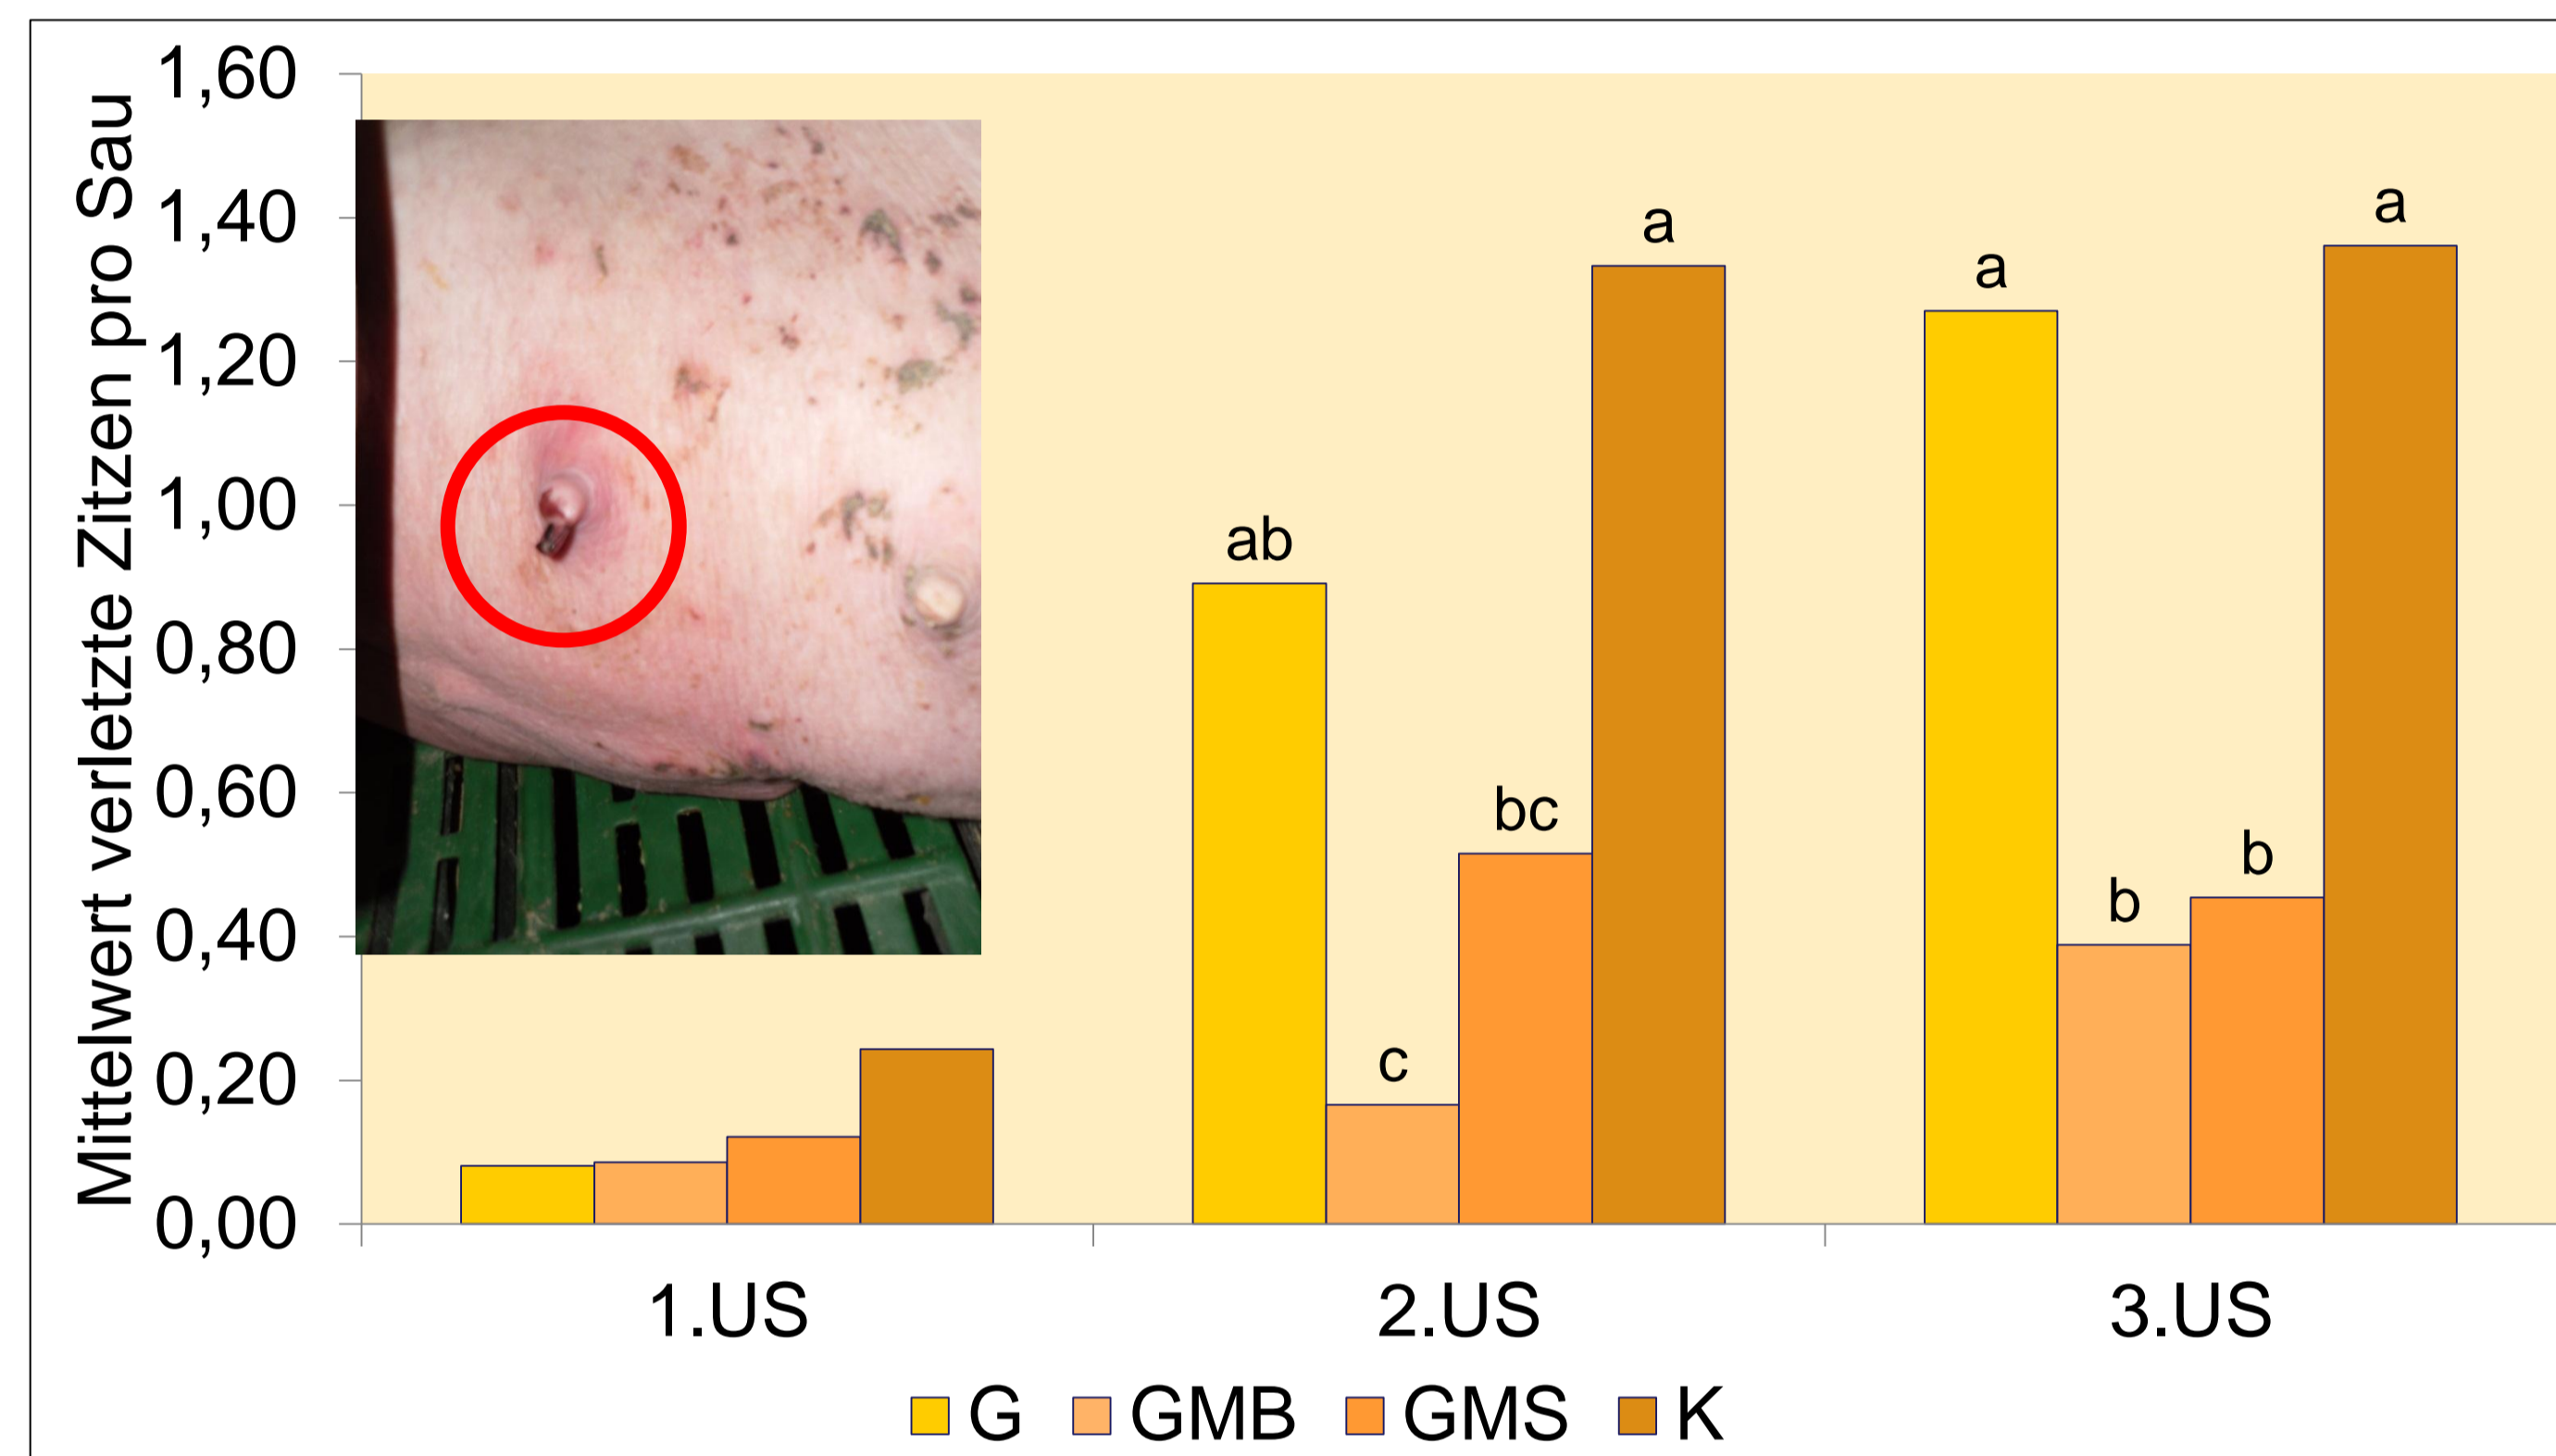 Mittelwert verletzte Zitzen pro Sau
1,60
1,40
1,20
1,00
0,80
0,60
0,40
0,20
0,00
ab
c
bc
a
a
b
b
a
1.US
2.US
3.US
G
GMB
GMS
K